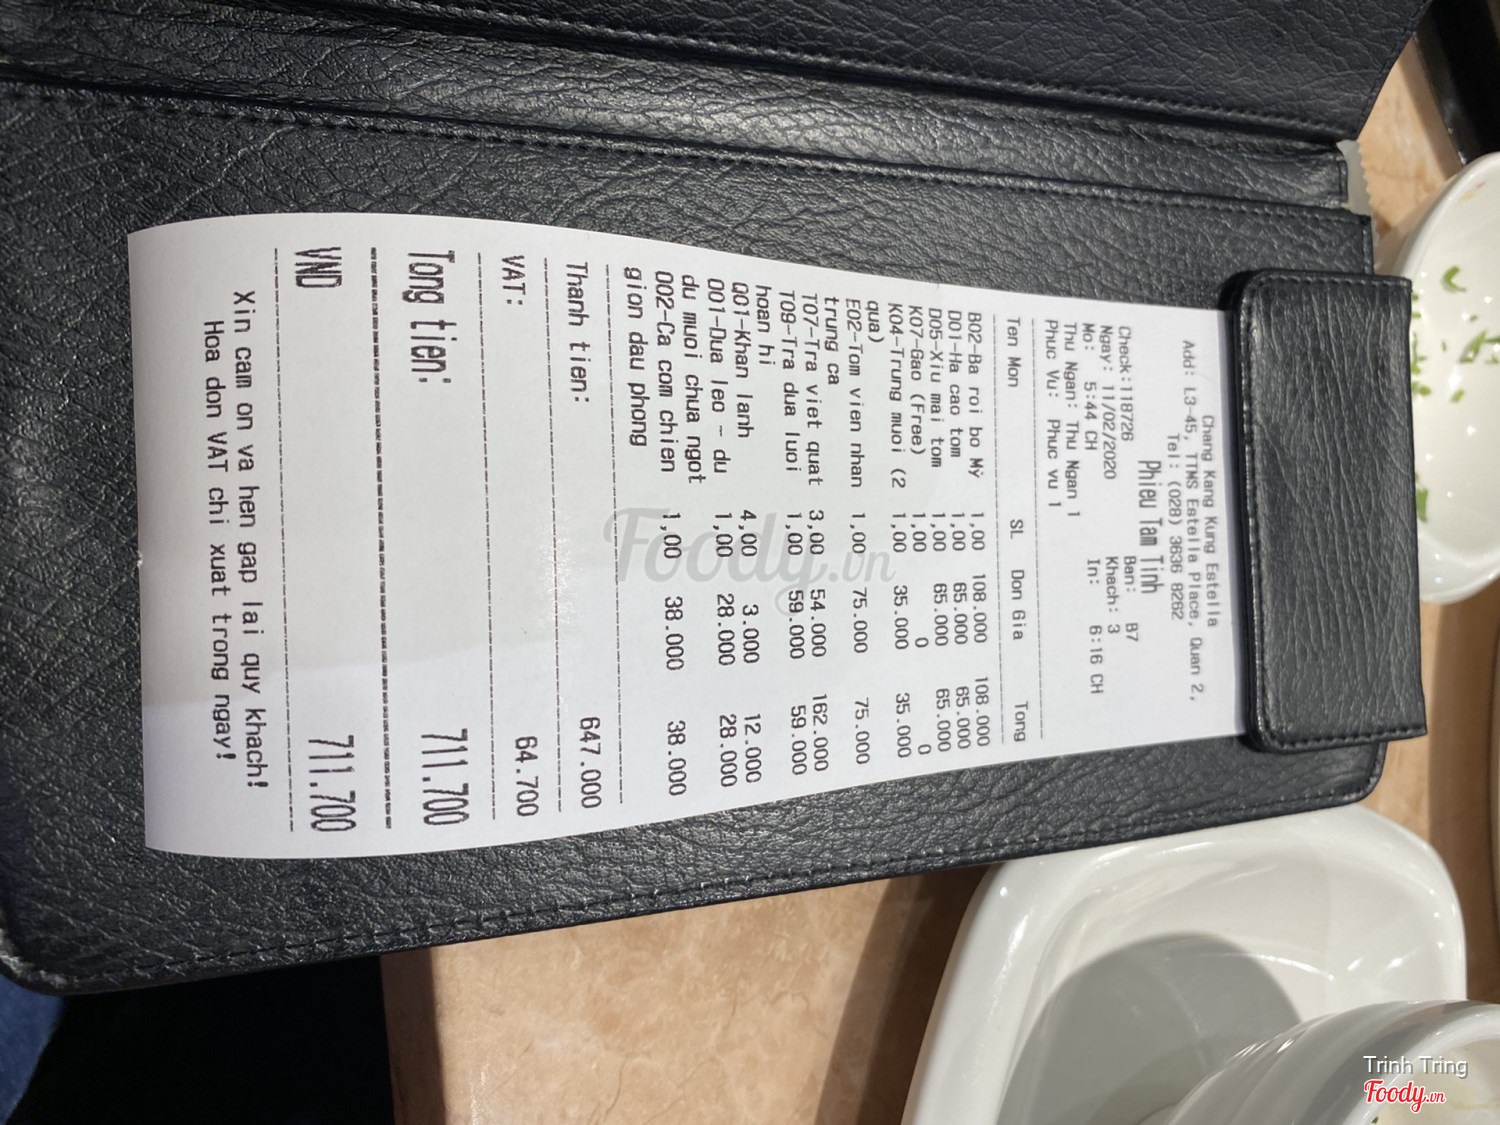 Chang Kang Kung Estella
Add: L3-45, TTMS Estella Place, Quan 2,
Tel: (028) 3636 8262
Phieu Tam Tinh
Check:118726 Ban: B7
Ngay: 11/02/2020 Khach: 3
Mo: 5:44 CH In: 6:16 CH
Thu Ngan: Thu Ngan 1
Phuc Vu: Phuc vu 1
Ten Mon SL Don Gia Tong
B02-Ba roi bo Mỹ 1,00 108.000 108.000
D01-Ha cao tom 1,00 65.000 65.000
D05-Xiu mai tom 1,00 65.000 65.000
K07-Gao (Free) 1,00 0 0
K04-Trung muoi (2 1,00 35.000 35.000
qua)
E02-Tom vien nhan 1,00 75.000 75.000
trung ca
T07-Tra viet quat 3,00 54.000 162.000
T09-Tra dua luoi 1,00 59.000 59.000
hoan hi
Q01-Khan lanh 4,00 3.000 12.000
O01-Dua leo - du 1,00 28.000 28.000
du muoi chua ngot
O02-Ca com chien 1,00 38.000 38.000
gion dau phong
Thanh tien: 647.000
VAT: 64.700
Tong tien: 711.700
VND 711.700
Xin cam on va hen gap lai quy khach!
Hoa don VAT chi xuat trong ngay!
Foody.vn
Trinh Tring
Foody.vn